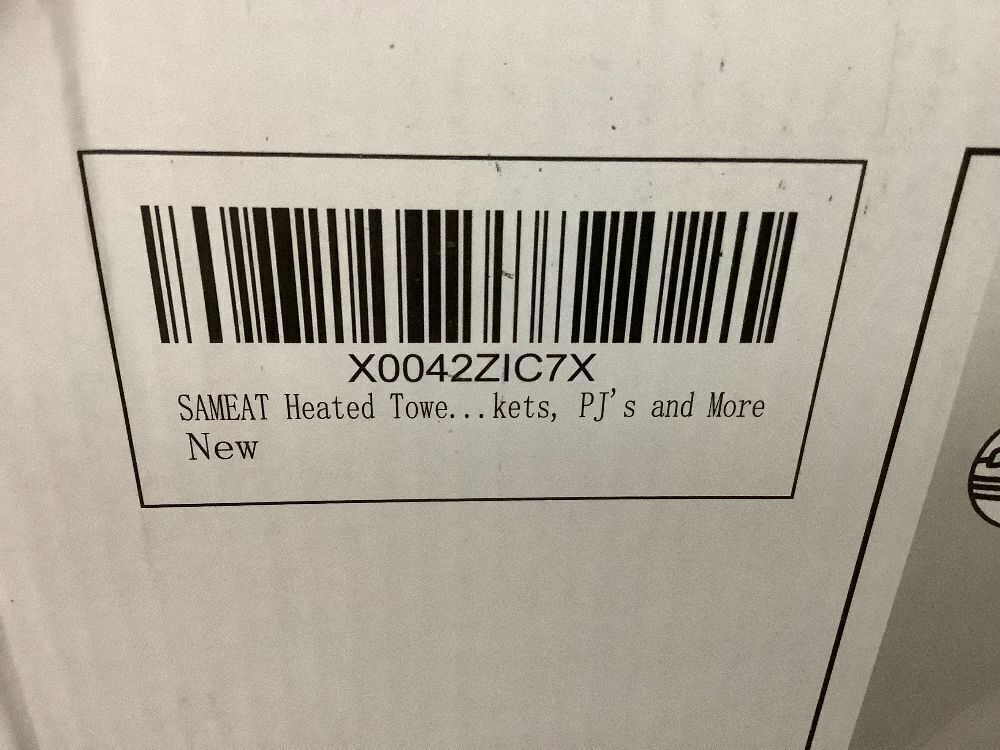 X0042ZIC7X
SAMEAT Heated Towe...kets, PJ's and More
New